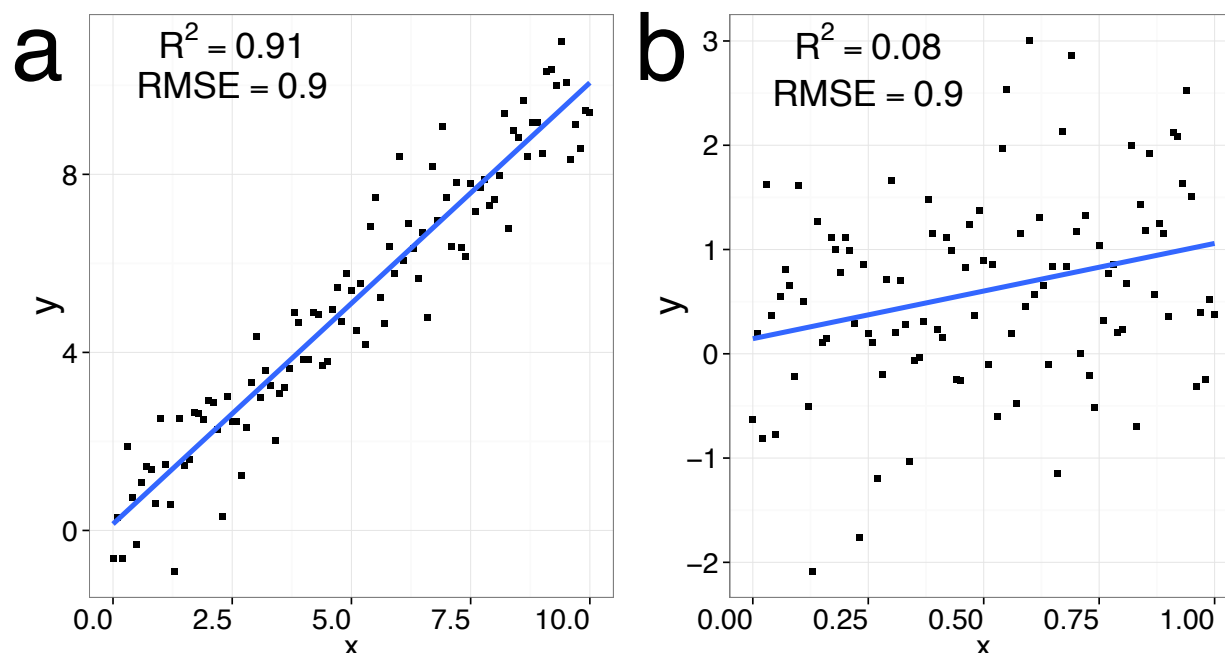 a
R² = 0.91
RMSE = 0.9
y
8
4
0
0.0 2.5 5.0 7.5 10.0
x
b
R² = 0.08
RMSE = 0.9
y
3
2
1
0
−1
−2
0.00 0.25 0.50 0.75 1.00
x